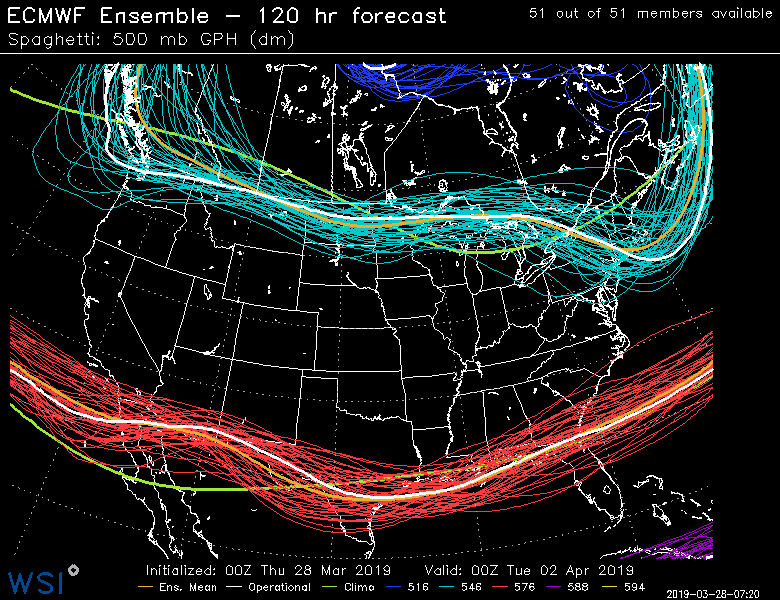 ECMWF Ensemble – 120 hr forecast
51 out of 51 members available
Spaghetti: 500 mb GPH (dm)
Initialized: 00Z Thu 28 Mar 2019 Valid: 00Z Tue 02 Apr 2019
WSI
Ens. Mean Operational Climo 516 546 576 588 594
2019-03-28-07:20